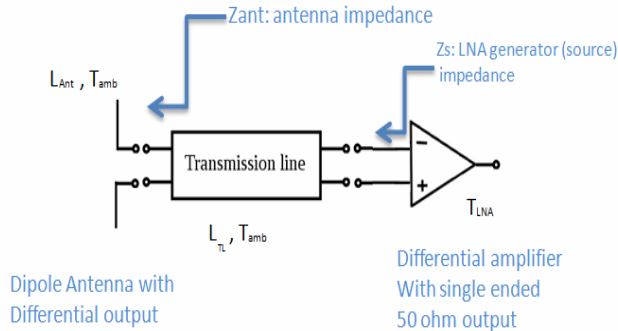 Zant: antenna impedance
Zs: LNA generator (source)
impedance
LAnt , Tamb
Transmission line
−
+
TLNA
LTL , Tamb
Dipole Antenna with
Differential output
Differential amplifier
With single ended
50 ohm output